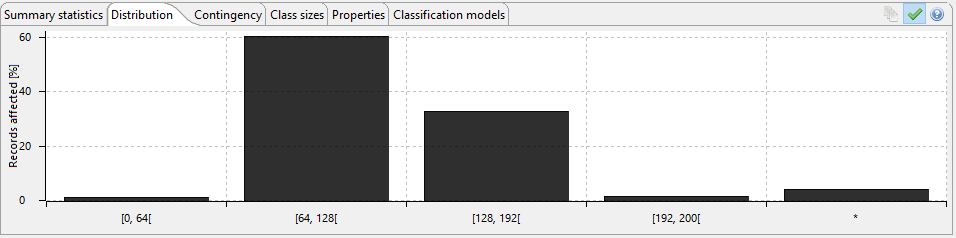 Summary statistics Distribution Contingency Class sizes Properties Classification models
Records affected [%]
60
40
20
0
[0, 64[ [64, 128[ [128, 192[ [192, 200[ *